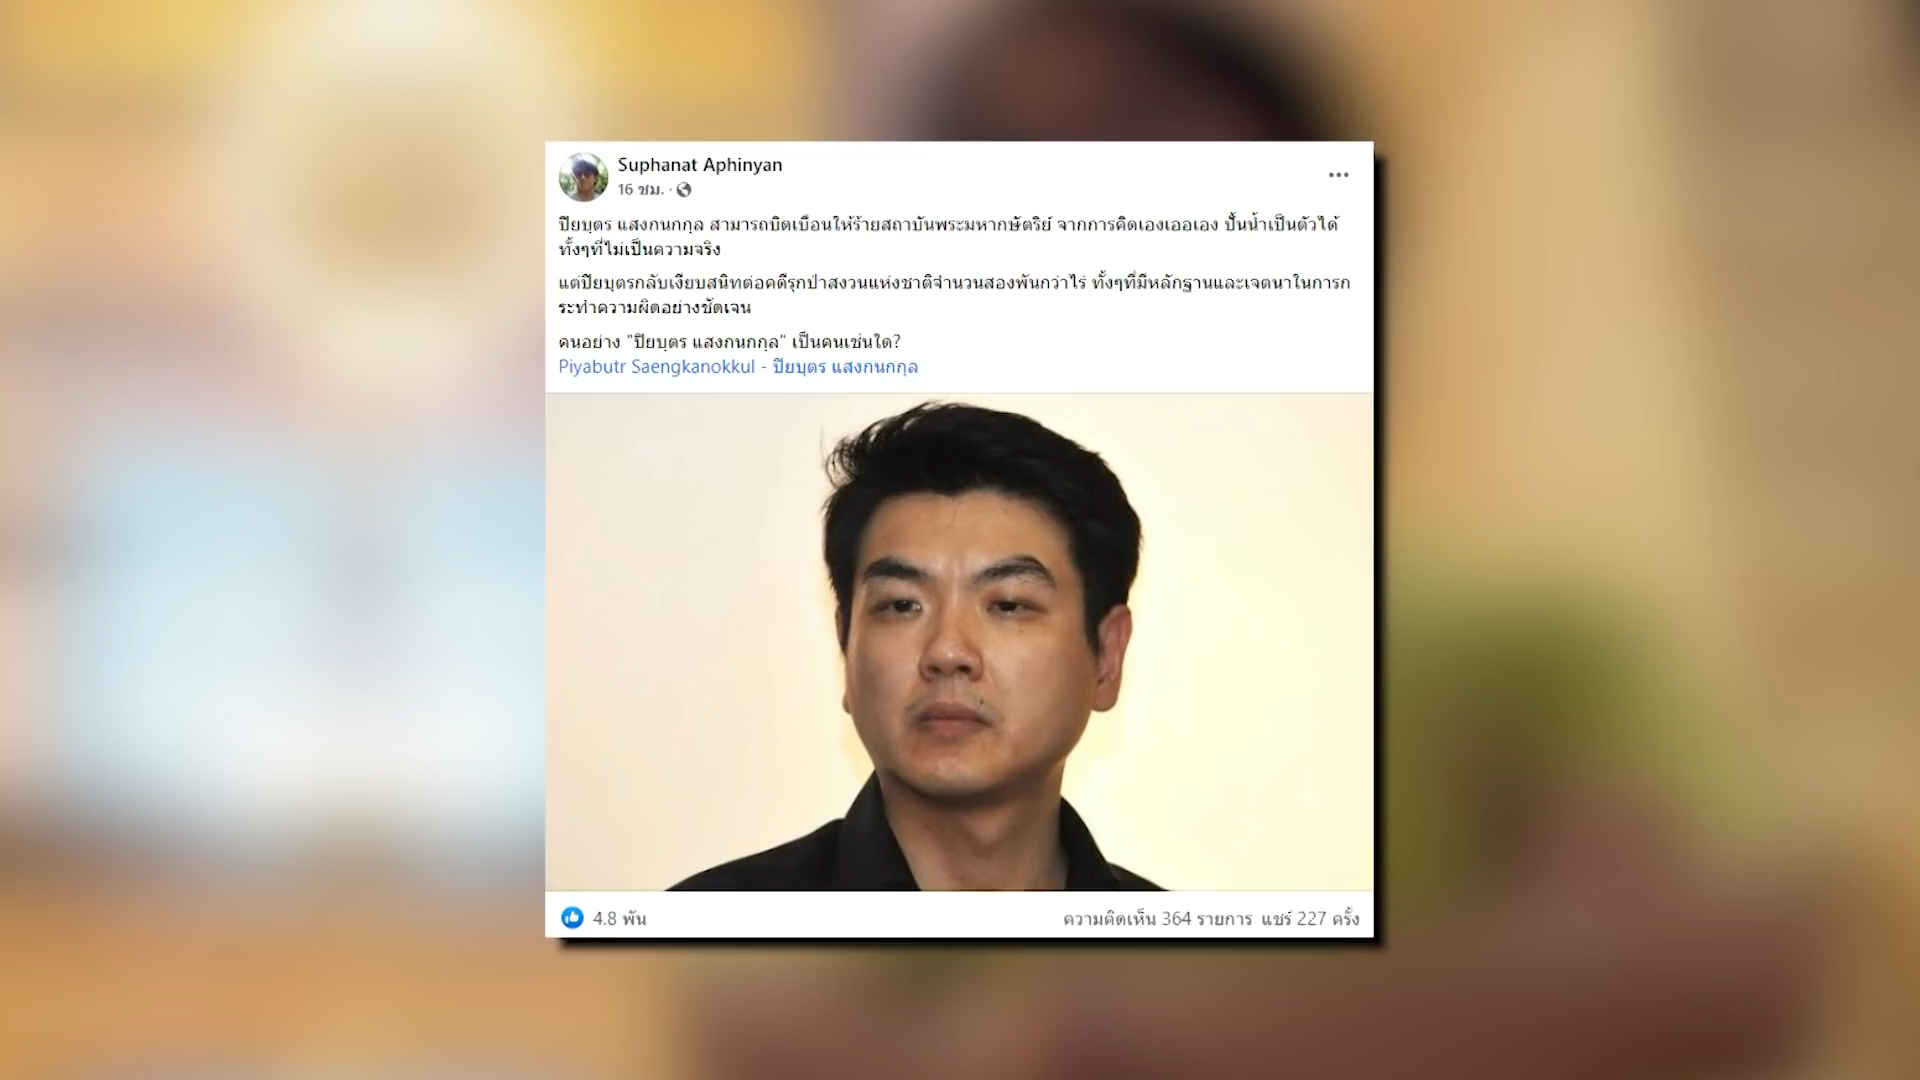 Suphanat Aphinyan
16 ชม. ·
ปิยบุตร แสงกนกกุล สามารถบิดเบือนให้ร้ายสถาบันพระมหากษัตริย์ จากการคิดเองเออเอง ปั้นน้ำเป็นตัวได้
ทั้งๆที่ไม่เป็นความจริง
แต่ปิยบุตรกลับเงียบสนิทต่อคดีรุกป่าสงวนแห่งชาติจำนวนสองพันกว่าไร่ ทั้งๆที่มีหลักฐานและเจตนาในการก
ระทำความผิดอย่างชัดเจน
คนอย่าง "ปิยบุตร แสงกนกกุล" เป็นคนเช่นใด?
Piyabutr Saengkanokkul - ปิยบุตร แสงกนกกุล
4.8 พัน
ความคิดเห็น 364 รายการ แชร์ 227 ครั้ง